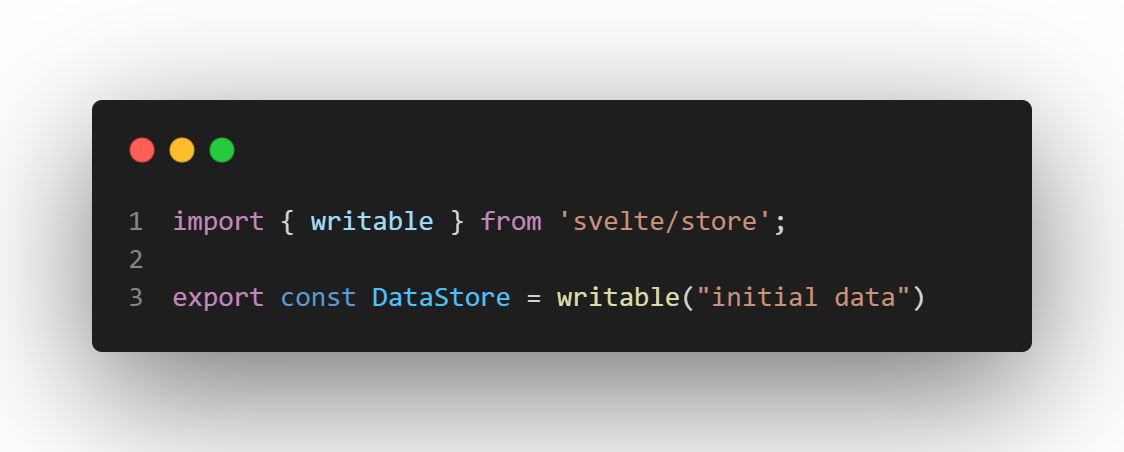 1 import { writable } from 'svelte/store';
2
3 export const DataStore = writable("initial data")